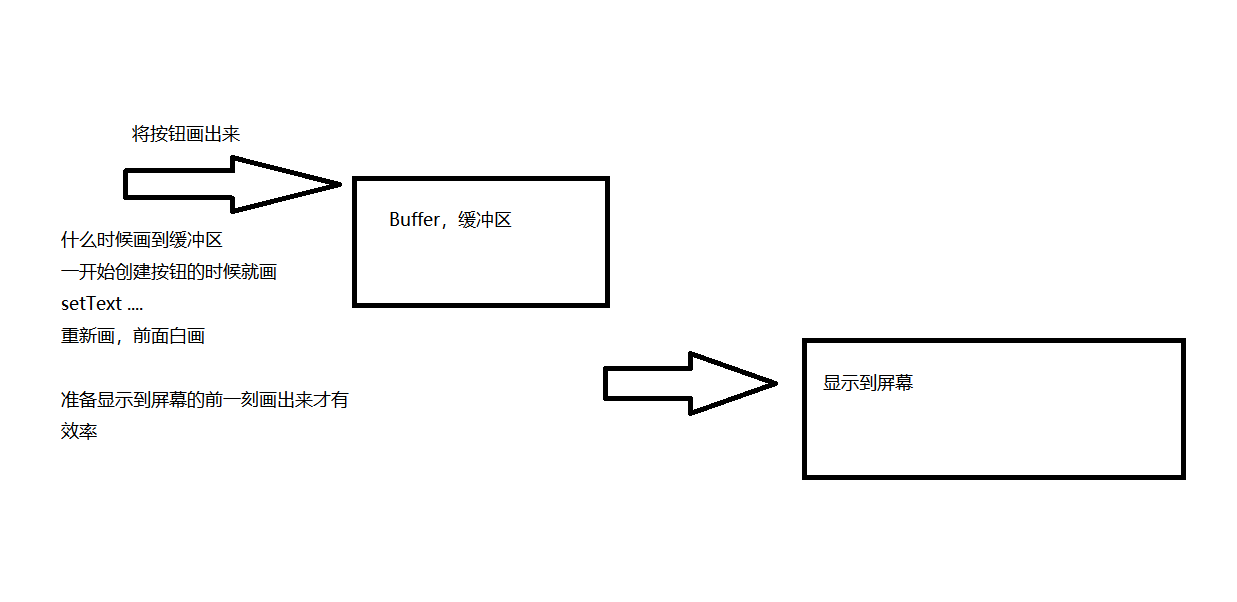 将按钮画出来
Buffer，缓冲区
什么时候画到缓冲区
一开始创建按钮的时候就画
setText ....
重新画，前面白画
准备显示到屏幕的前一刻画出来才有
效率
显示到屏幕